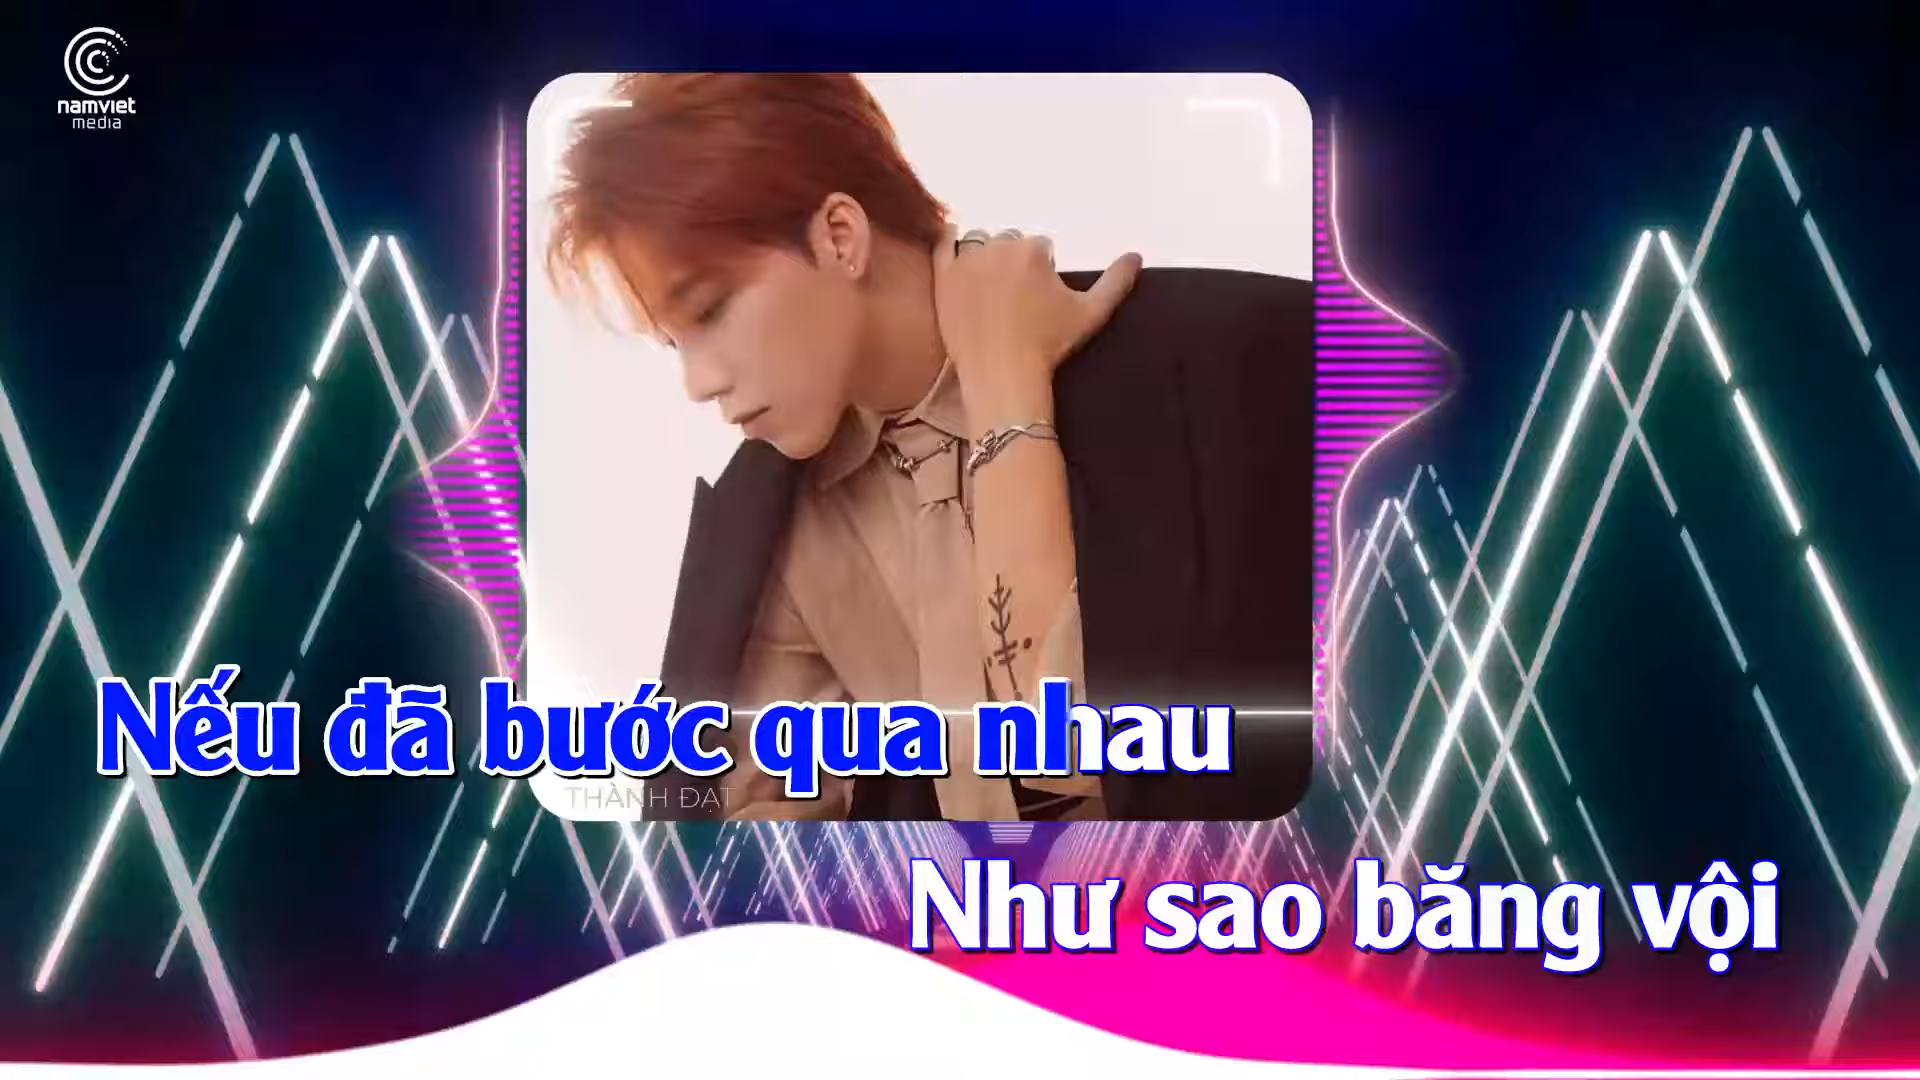 namviet
media
Nếu đã bước qua nhau
THÀNH ĐẠT
Như sao băng vội